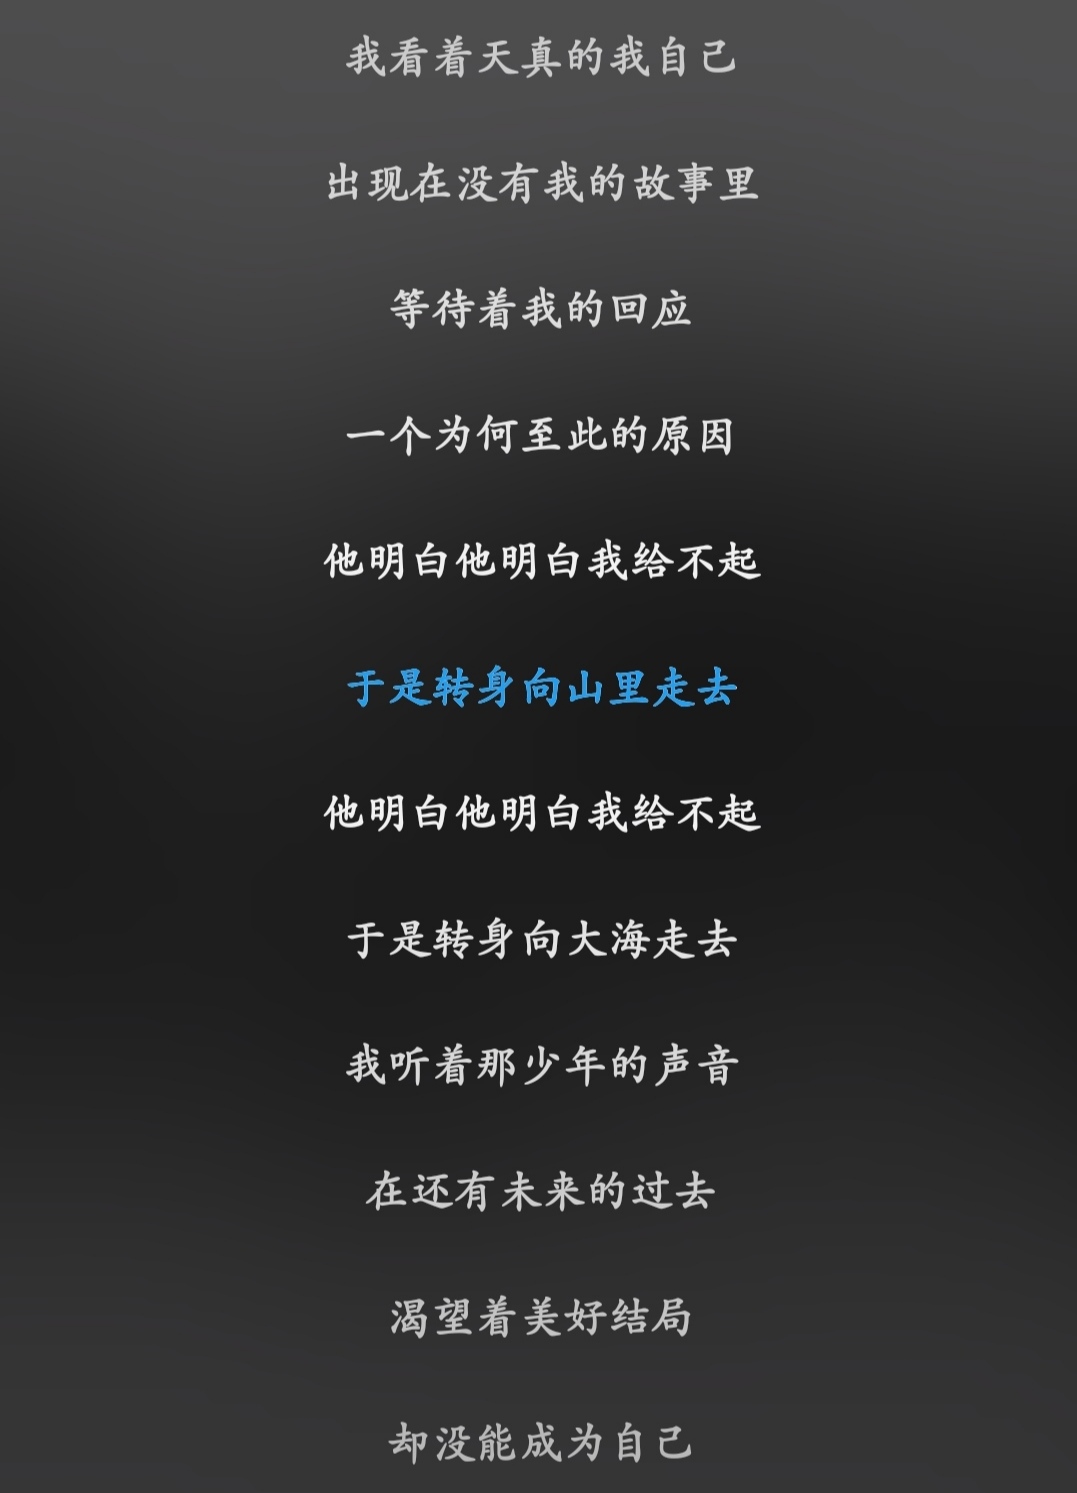 我看着天真的我自己
出现在没有我的故事里
等待着我的回应
一个为何至此的原因
他明白他明白我给不起
于是转身向山里走去
他明白他明白我给不起
于是转身向大海走去
我听着那少年的声音
在还有未来的过去
渴望着美好结局
却没能成为自己